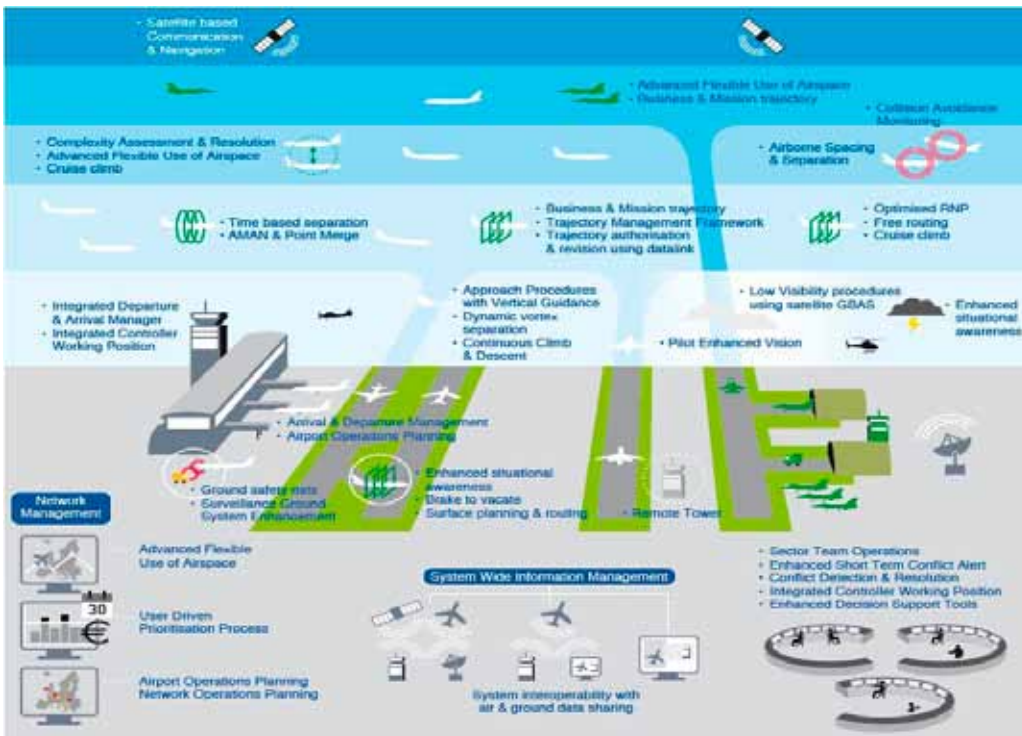 • Satellite based
Communication
& Navigation
• Advanced Flexible Use of Airspace
• Business & Mission trajectory
• Collision Avoidance
Monitoring
• Complexity Assessment & Resolution
• Advanced Flexible Use of Airspace
• Cruise climb
• Airborne Spacing
& Separation
• Time based separation
• AMAN & Point Merge
• Business & Mission trajectory
• Trajectory Management Framework
• Trajectory authorisation
& revision using datalink
• Optimised RNP
• Free routing
• Cruise climb
• Integrated Departure
& Arrival Manager
• Integrated Controller
Working Position
• Approach Procedures
with Vertical Guidance
• Dynamic vortex
separation
• Continuous Climb
& Descent
• Low Visibility procedures
using satellite GBAS
• Pilot Enhanced Vision
• Enhanced
situational
awareness
• Arrival & Departure Management
• Airport Operations Planning
• Ground safety nets
• Surveillance Ground
System Enhancement
• Enhanced situational
awareness
• Brake to vacate
• Surface planning & routing
• Remote Tower
Network
Management
Advanced Flexible
Use of Airspace
30
€
User Driven
Prioritisation Process
Airport Operations Planning
Network Operations Planning
System Wide Information Management
System interoperability with
air & ground data sharing
• Sector Team Operations
• Enhanced Short Term Conflict Alert
• Conflict Detection & Resolution
• Integrated Controller Working Position
• Enhanced Decision Support Tools